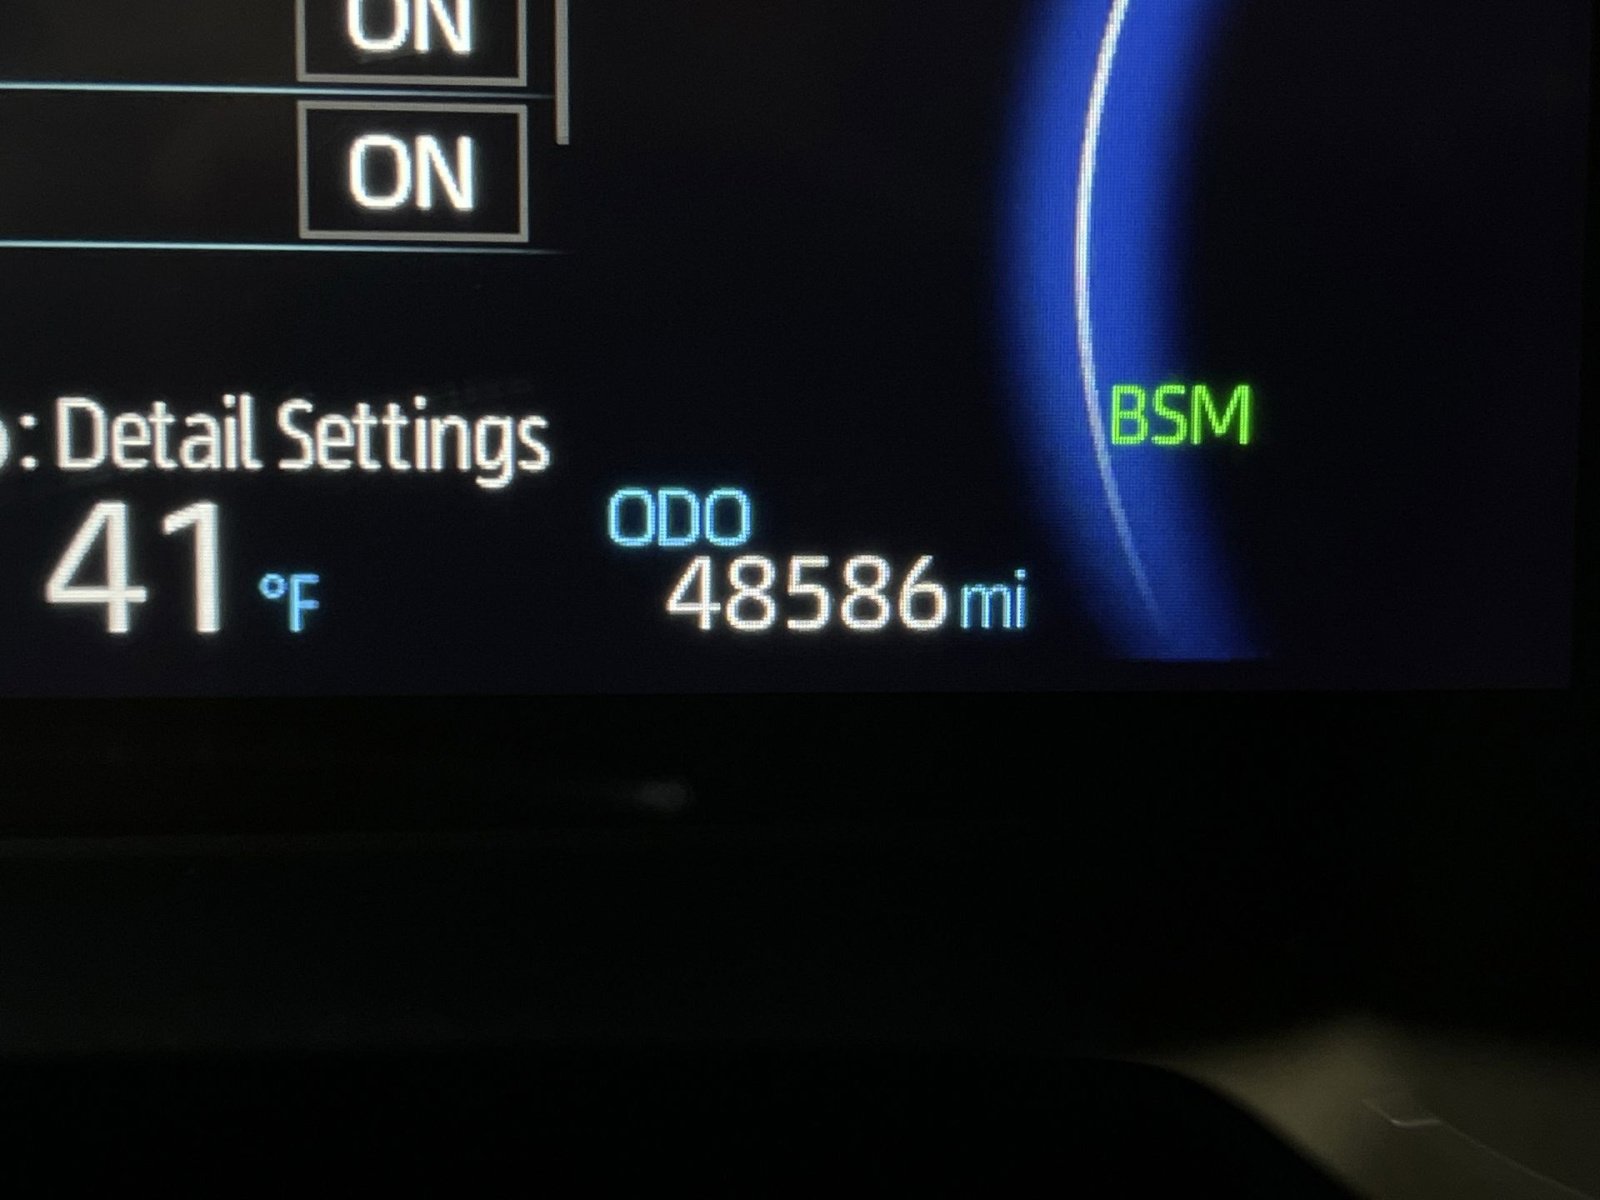 ON
ON
: Detail Settings
BSM
41 °F
ODO
48586 mi